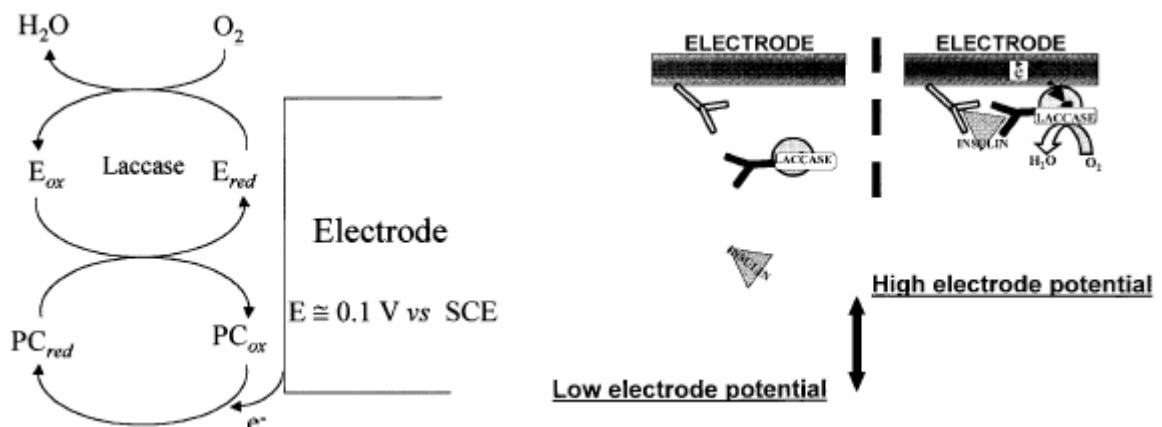 H2O
O2
Eox
Laccase
Ered
Electrode
E ≅ 0.1 V vs SCE
PCred
PCox
e-
ELECTRODE
LACCASE
INSULIN
Low electrode potential
ELECTRODE
e
LACCASE
INSULIN
H2O
O2
High electrode potential